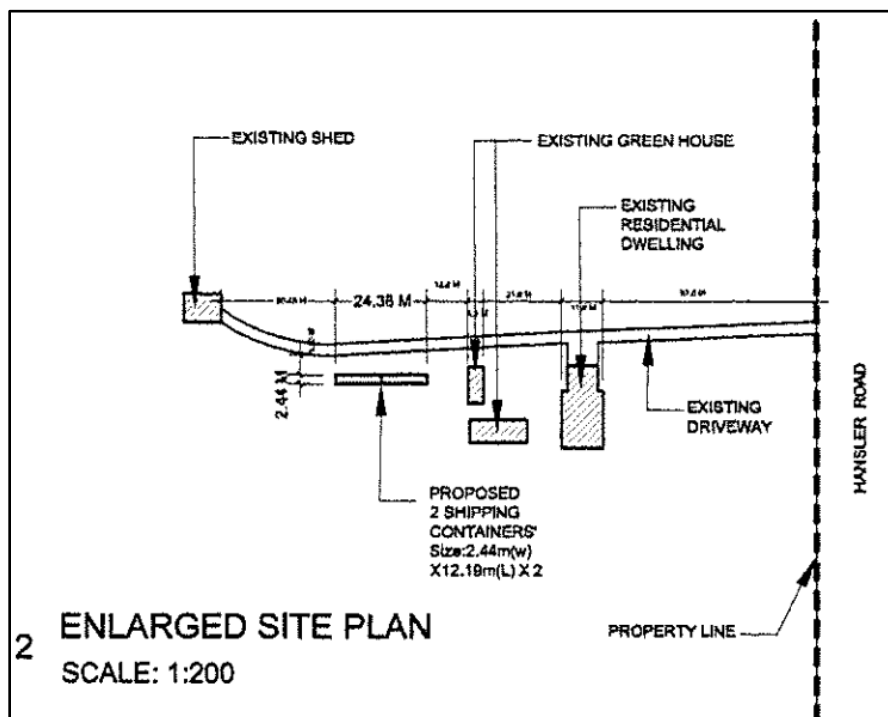 EXISTING SHED
EXISTING GREEN HOUSE
EXISTING
RESIDENTIAL
DWELLING
24.38 M
2.44 M
EXISTING
DRIVEWAY
HANSLER ROAD
PROPOSED
2 SHIPPING
CONTAINERS'
Size:2.44m(w)
X12.19m(L) X 2
PROPERTY LINE
2
ENLARGED SITE PLAN
SCALE: 1:200